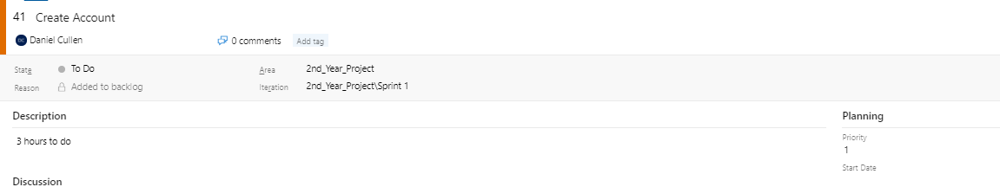 41 Create Account
DC Daniel Cullen 0 comments Add tag
State To Do Area 2nd_Year_Project
Reason Added to backlog Iteration 2nd_Year_Project\Sprint 1
Description Planning
3 hours to do Priority
1
Start Date
Discussion